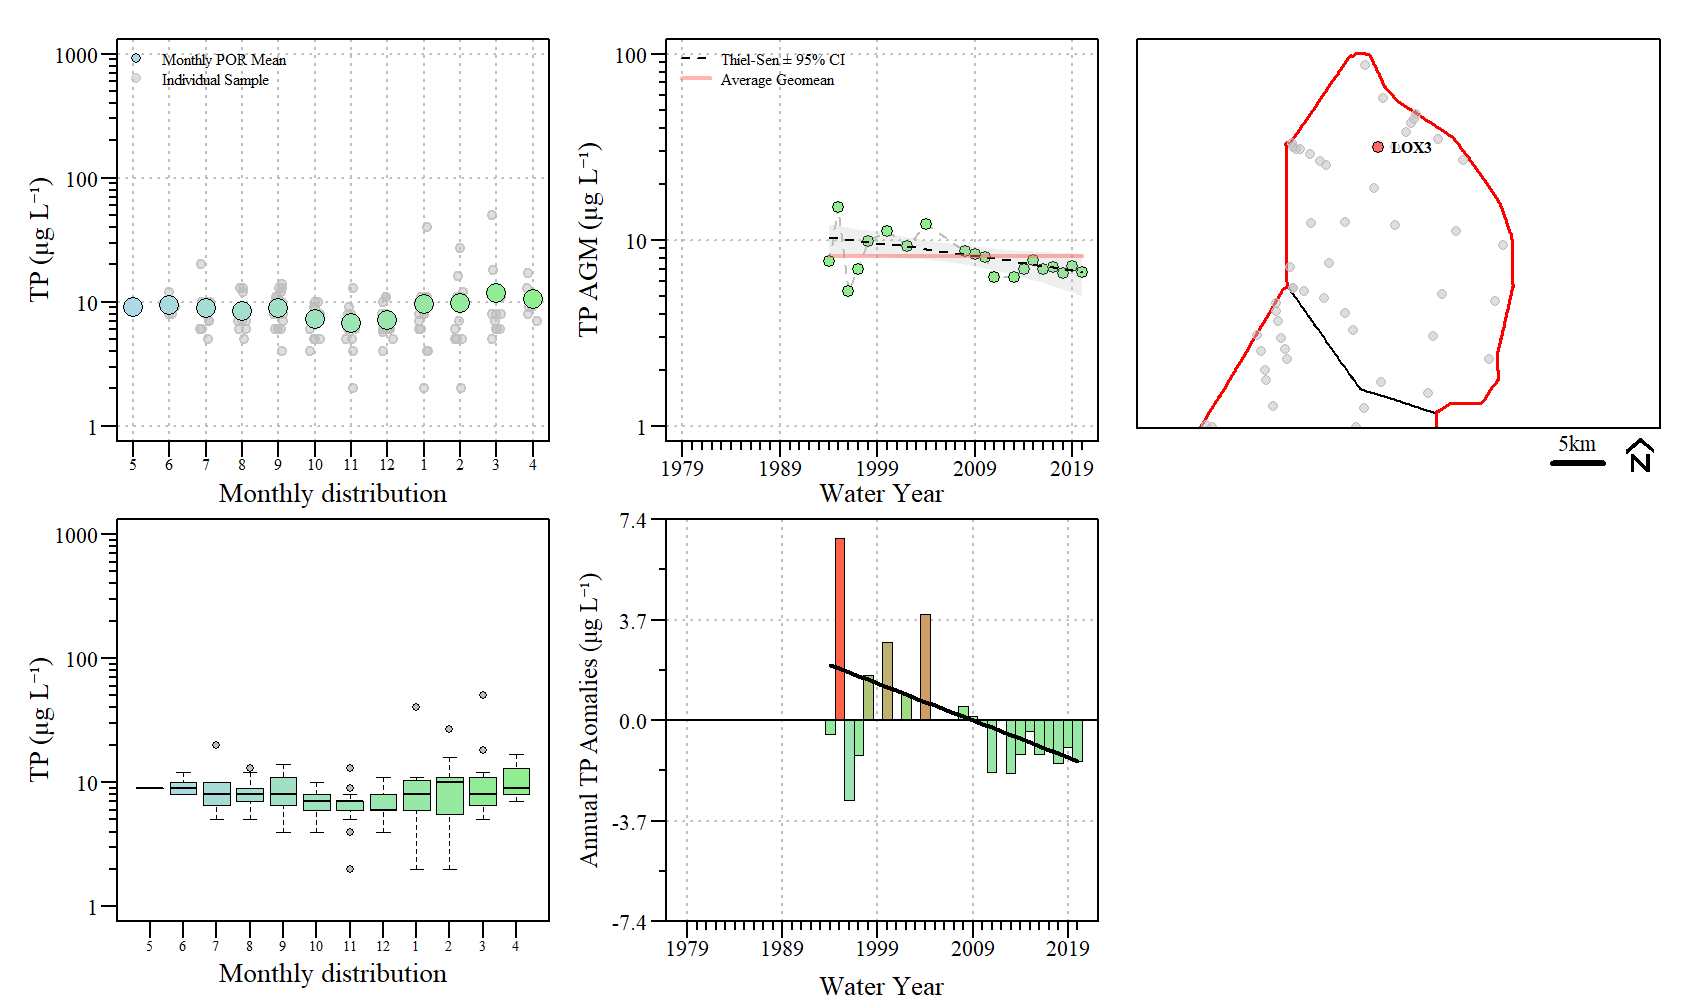 1000
100
10
1
TP (µg L⁻¹)
Monthly POR Mean
Individual Sample
5 6 7 8 9 10 11 12 1 2 3 4
Monthly distribution
100
10
1
TP AGM (µg L⁻¹)
Thiel-Sen ± 95% CI
Average Geomean
1979 1989 1999 2009 2019
Water Year
LOX3
5km
N
1000
100
10
1
TP (µg L⁻¹)
5 6 7 8 9 10 11 12 1 2 3 4
Monthly distribution
7.4
3.7
0.0
-3.7
-7.4
Annual TP Aomalies (µg L⁻¹)
1979 1989 1999 2009 2019
Water Year